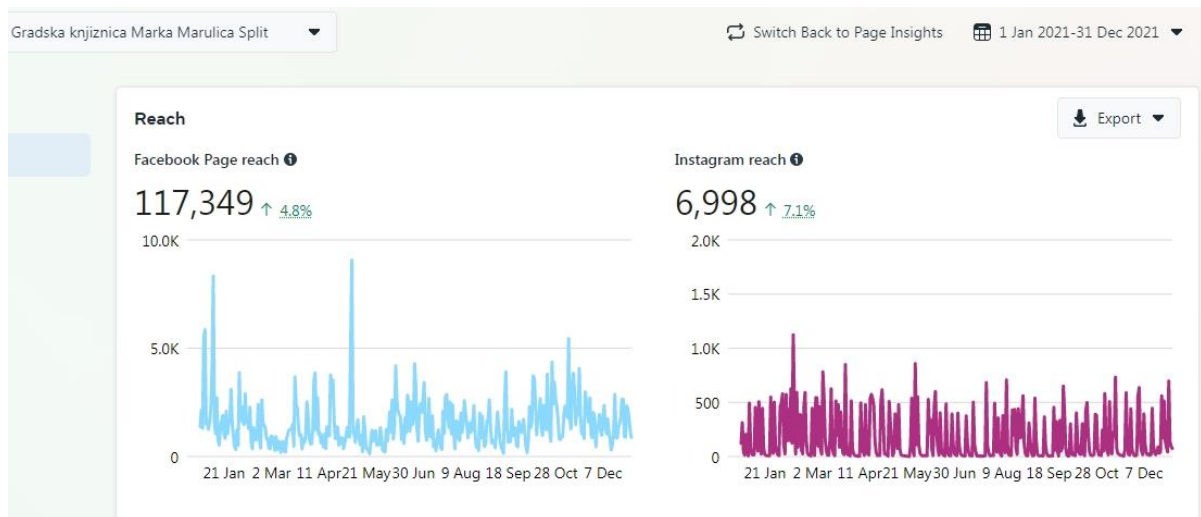 Gradska knjiznica Marka Marulica Split
Switch Back to Page Insights
1 Jan 2021-31 Dec 2021
Reach
Export
Facebook Page reach
117,349 ↑ 4.8%
10.0K
5.0K
0
21 Jan 2 Mar 11 Apr21 May30 Jun 9 Aug 18 Sep28 Oct 7 Dec
Instagram reach
6,998 ↑ 7.1%
2.0K
1.5K
1.0K
500
0
21 Jan 2 Mar 11 Apr21 May30 Jun 9 Aug 18 Sep28 Oct 7 Dec